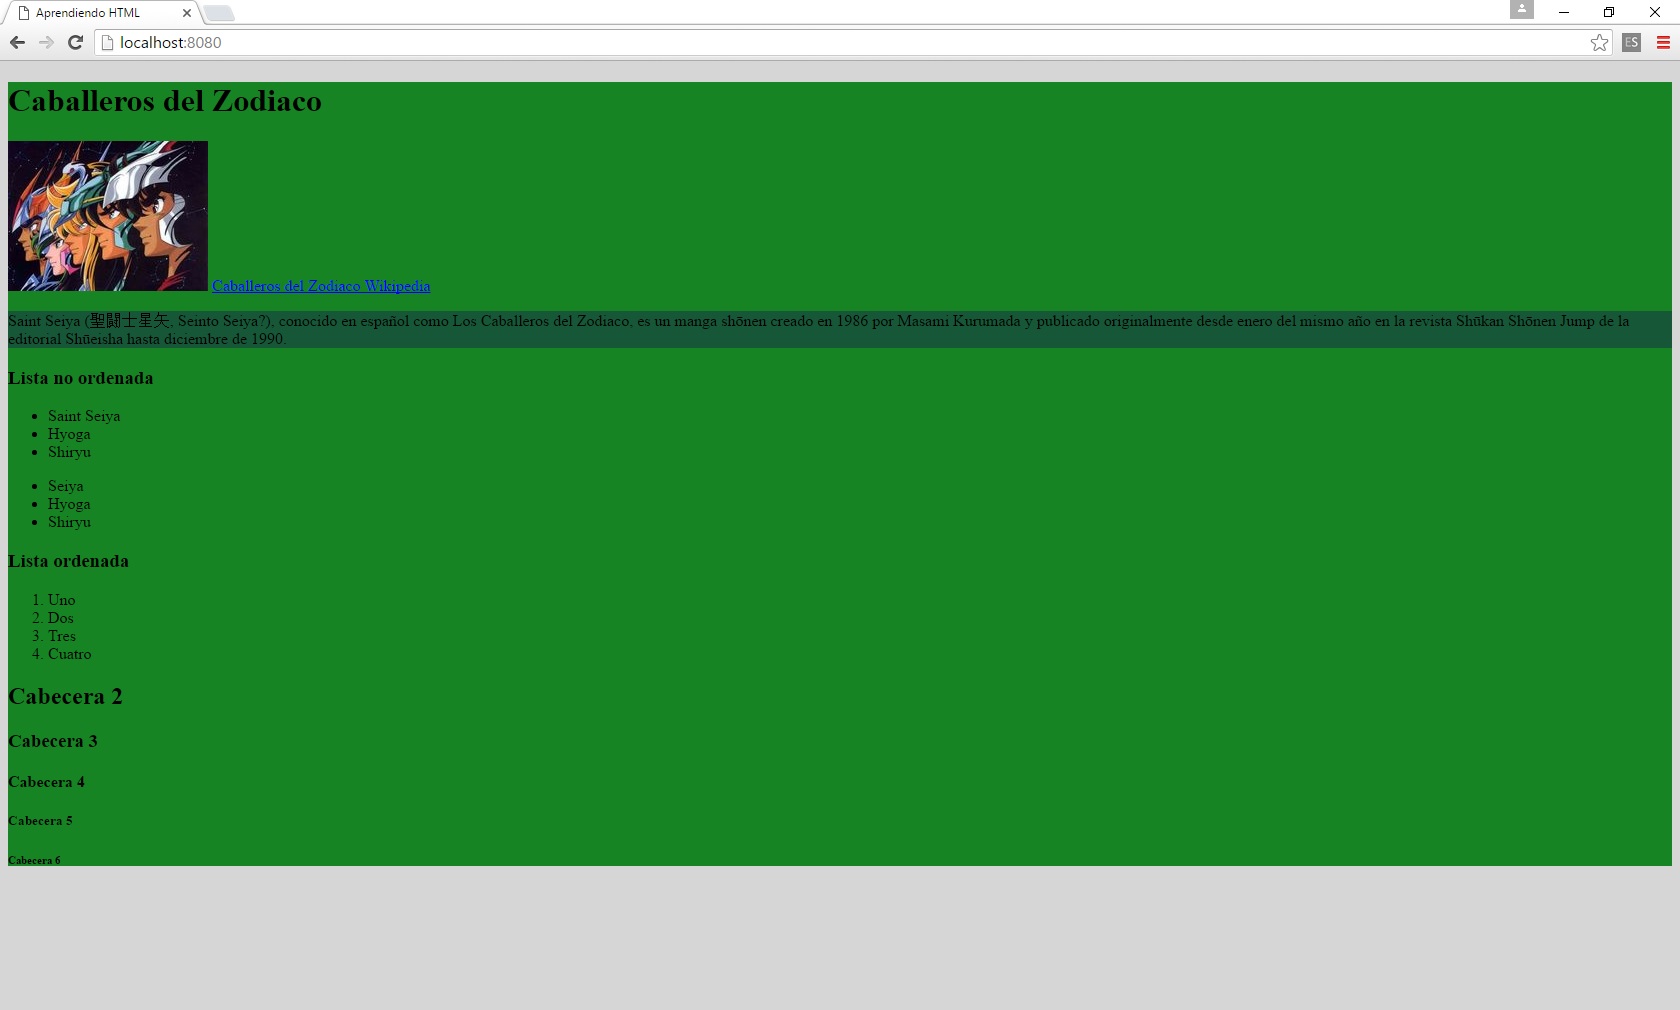 Aprendiendo HTML
localhost:8080
ES
Caballeros del Zodiaco
Caballeros del Zodiaco Wikipedia
Saint Seiya (聖闘士星矢, Seinto Seiya?), conocido en español como Los Caballeros del Zodiaco, es un manga shōnen creado en 1986 por Masami Kurumada y publicado originalmente desde enero del mismo año en la revista Shūkan Shōnen Jump de la
editorial Shūeisha hasta diciembre de 1990.
Lista no ordenada
• Saint Seiya
• Hyoga
• Shiryu
• Seiya
• Hyoga
• Shiryu
Lista ordenada
1. Uno
2. Dos
3. Tres
4. Cuatro
Cabecera 2
Cabecera 3
Cabecera 4
Cabecera 5
Cabecera 6